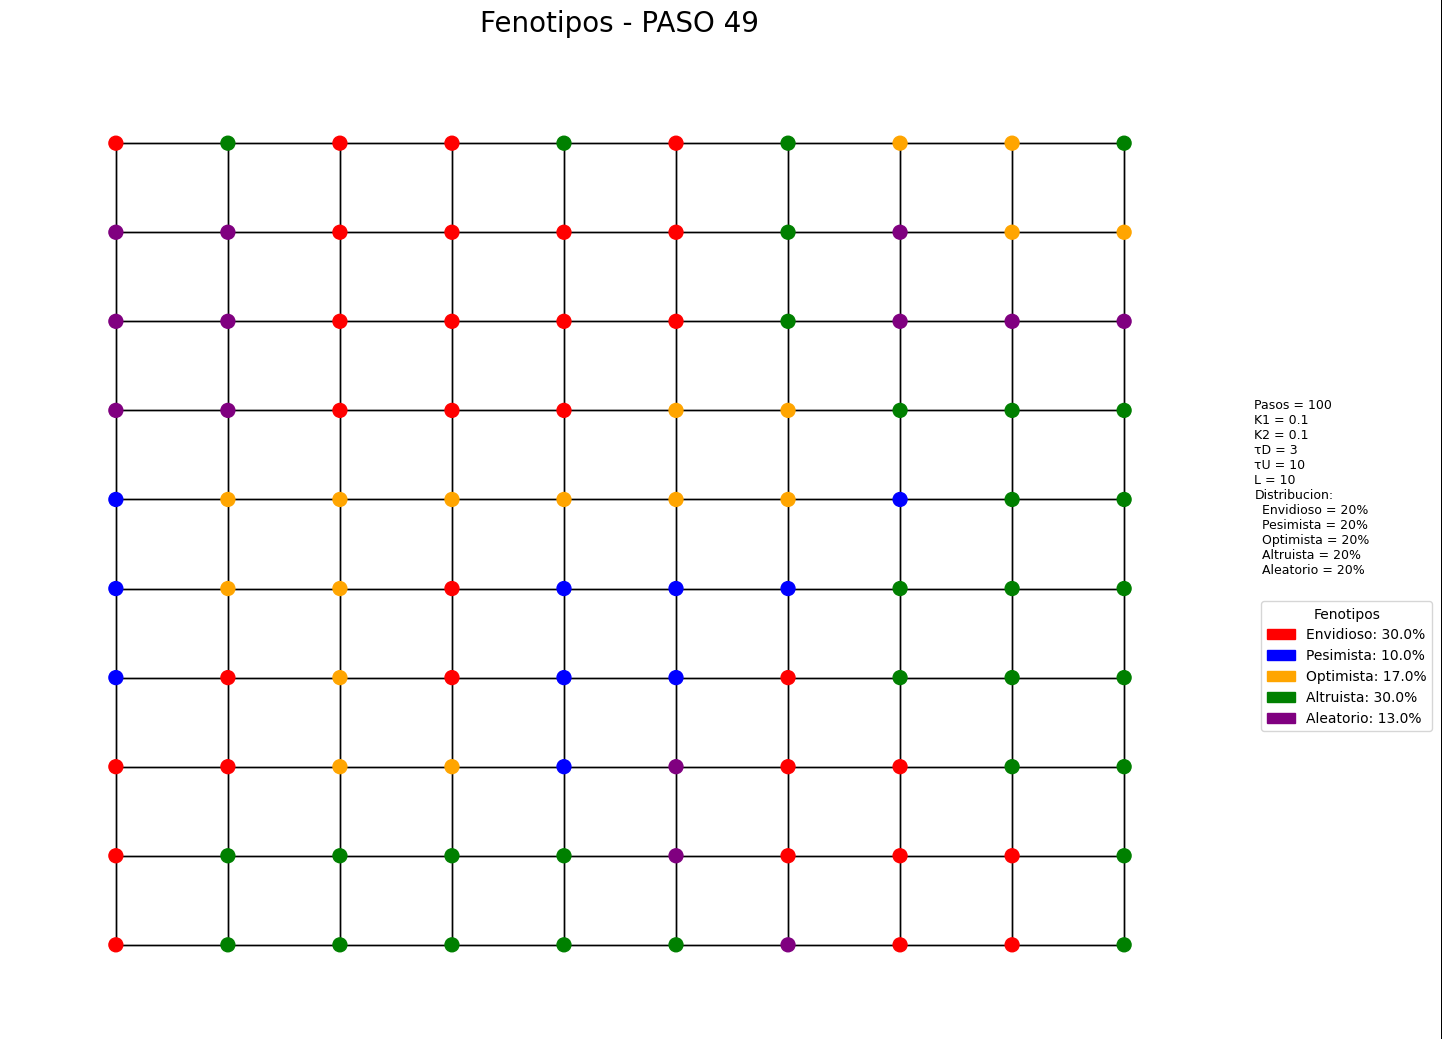 Fenotipos - PASO 49
Pasos = 100
K1 = 0.1
K2 = 0.1
τD = 3
τU = 10
L = 10
Distribucion:
Envidioso = 20%
Pesimista = 20%
Optimista = 20%
Altruista = 20%
Aleatorio = 20%
Fenotipos
Envidioso: 30.0%
Pesimista: 10.0%
Optimista: 17.0%
Altruista: 30.0%
Aleatorio: 13.0%